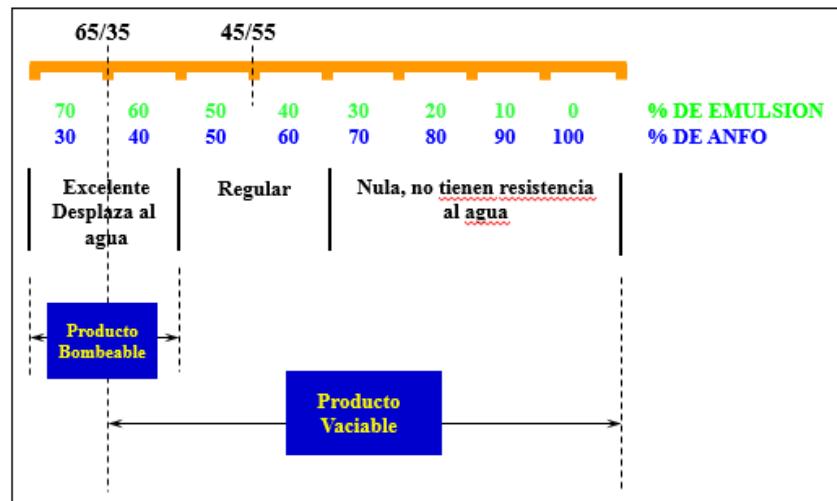 65/35 45/55
70 60 50 40 30 20 10 0 % DE EMULSION
30 40 50 60 70 80 90 100 % DE ANFO
Excelente
Desplaza al
agua
Regular
Nula, no tienen resistencia
al agua
Producto
Bombeable
Producto
Vaciable